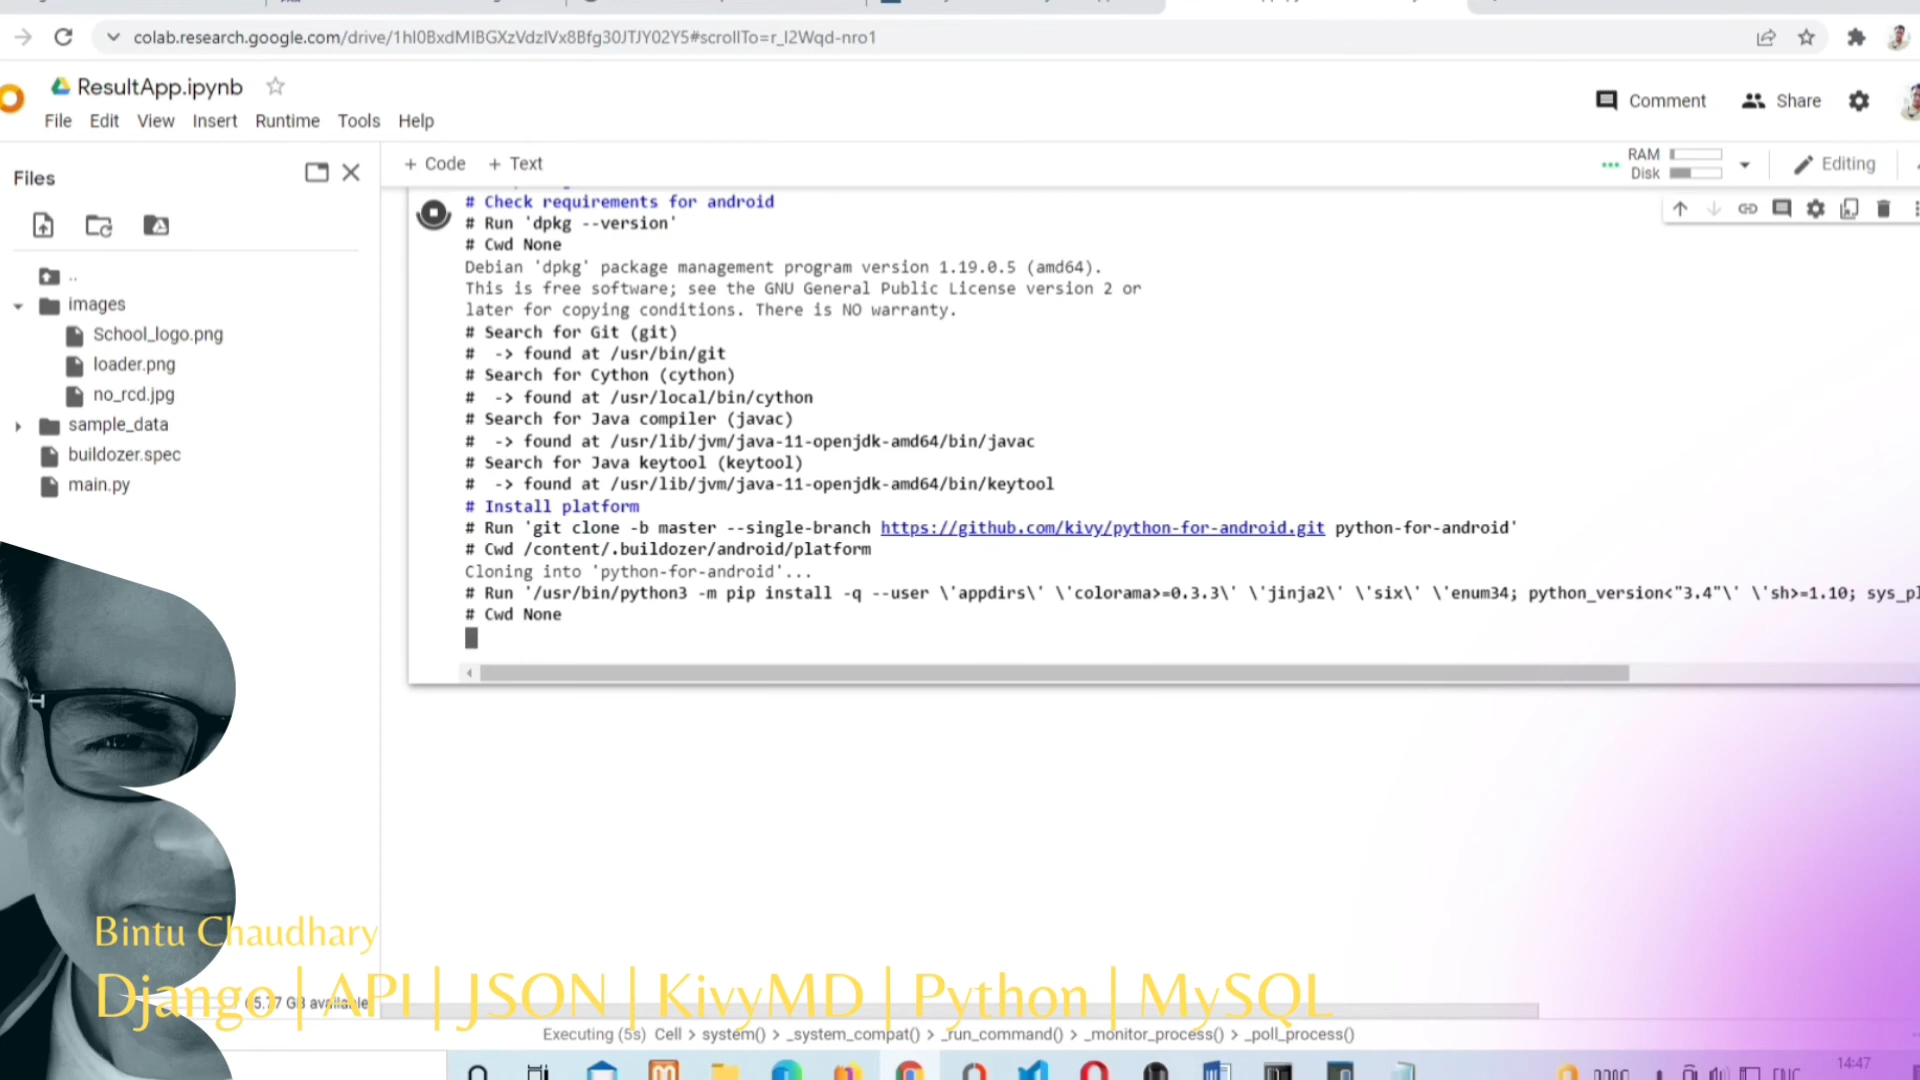 colab.research.google.com/drive/1hI0BxdMIBGXzVdzIVx8Bfg30JTJY02Y5#scrollTo=r_I2Wqd-nro1
ResultApp.ipynb
Comment
Share
File Edit View Insert Runtime Tools Help
Files
+ Code + Text
RAM
Disk
Editing
# Check requirements for android
# Run 'dpkg --version'
# Cwd None
Debian 'dpkg' package management program version 1.19.0.5 (amd64).
This is free software; see the GNU General Public License version 2 or
later for copying conditions. There is NO warranty.
# Search for Git (git)
#  -> found at /usr/bin/git
# Search for Cython (cython)
#  -> found at /usr/local/bin/cython
# Search for Java compiler (javac)
#  -> found at /usr/lib/jvm/java-11-openjdk-amd64/bin/javac
# Search for Java keytool (keytool)
#  -> found at /usr/lib/jvm/java-11-openjdk-amd64/bin/keytool
# Install platform
# Run 'git clone -b master --single-branch https://github.com/kivy/python-for-android.git python-for-android'
# Cwd /content/.buildozer/android/platform
Cloning into 'python-for-android'...
# Run '/usr/bin/python3 -m pip install -q --user \'appdirs\' \'colorama>=0.3.3\' \'jinja2\' \'six\' \'enum34; python_version<"3.4"\' \'sh>=1.10; sys_pl
# Cwd None
..
images
School_logo.png
loader.png
no_rcd.jpg
sample_data
buildozer.spec
main.py
Bintu Chaudhary
Django | API | JSON | KivyMD | Python | MySQL
available
Executing (5s) Cell > system() > _system_compat() > _run_command() > _monitor_process() > _poll_process()
14:47